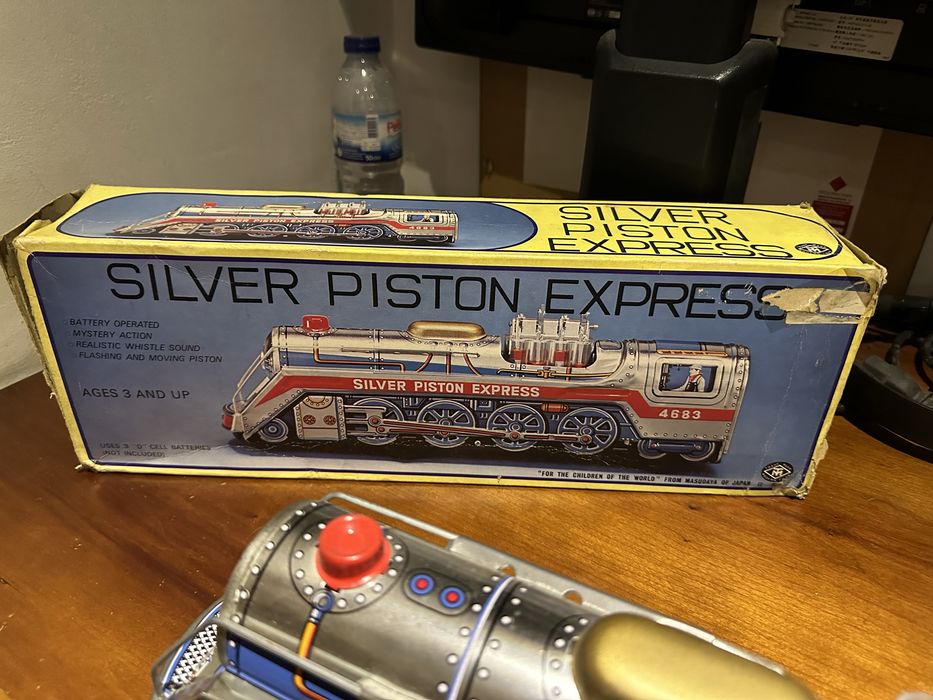 SILVER
PISTON
EXPRESS
SILVER PISTON EXPRESS
4683
SILVER PISTON EXPRESS
BATTERY OPERATED
MYSTERY ACTION
REALISTIC WHISTLE SOUND
FLASHING AND MOVING PISTON
AGES 3 AND UP
USES 3 "D" CELL BATTERIES
(NOT INCLUDED)
SILVER PISTON EXPRESS
4683
"FOR THE CHILDREN OF THE WORLD" FROM MASUDAYA OF JAPAN